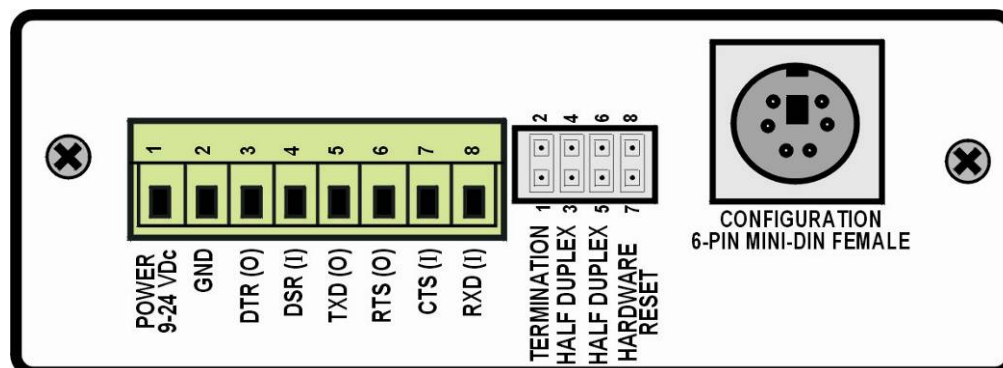 1 2 3 4 5 6 7 8
POWER
9-24 VDc
GND
DTR (O)
DSR (I)
TXD (O)
RTS (O)
CTS (I)
RXD (I)
2 4 6 8
1 3 5 7
TERMINATION
HALF DUPLEX
HALF DUPLEX
HARDWARE
RESET
CONFIGURATION
6-PIN MINI-DIN FEMALE